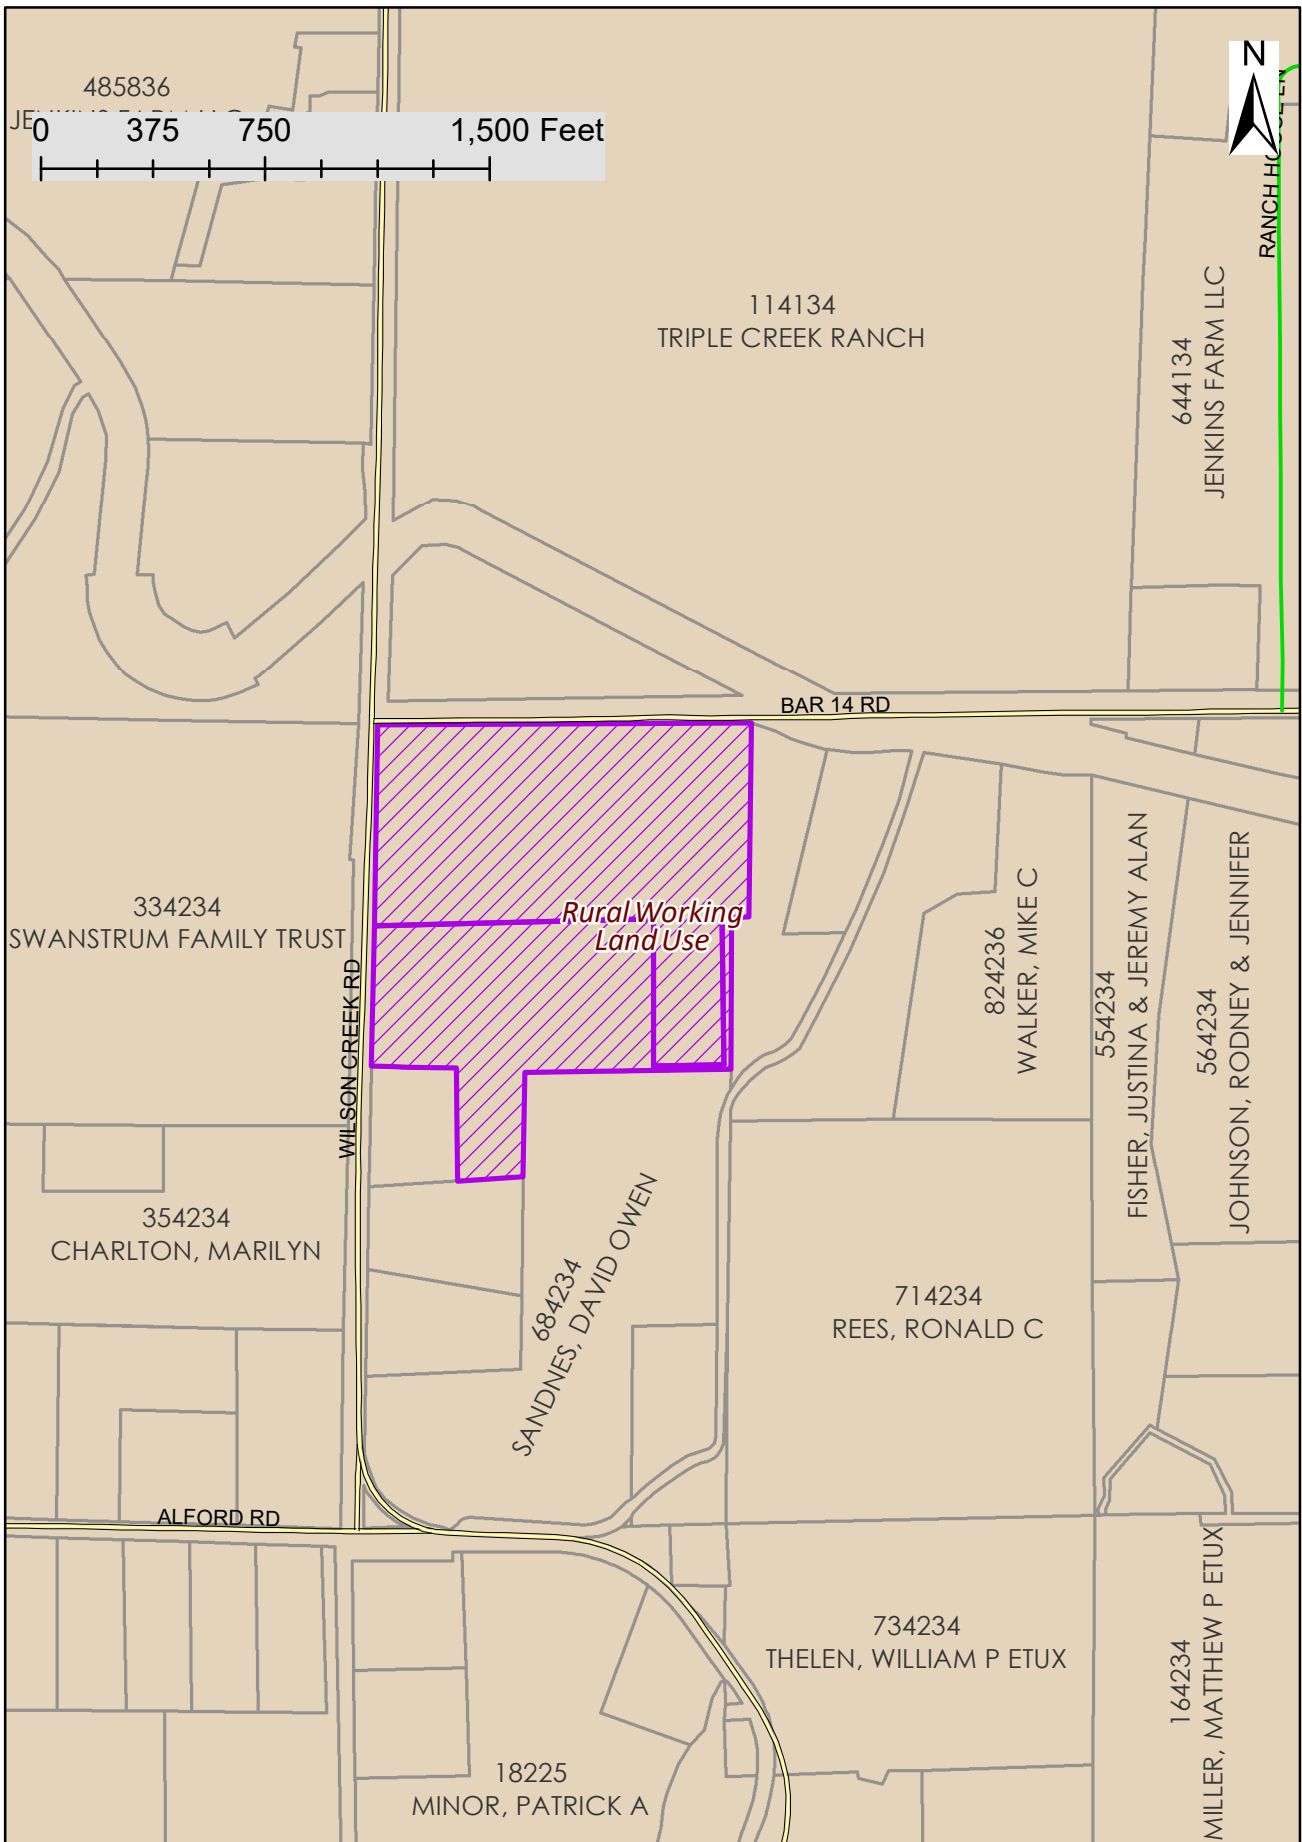 485836
0 375 750 1,500 Feet
N
RANCH
114134
TRIPLE CREEK RANCH
644134
JENKINS FARM LLC
BAR 14 RD
Rural Working
Land Use
334234
SWANSTRUM FAMILY TRUST
WILSON CREEK RD
824236
WALKER, MIKE C
554234
FISHER, JUSTINA & JEREMY ALAN
564234
JOHNSON, RODNEY & JENNIFER
354234
CHARLTON, MARILYN
684234
SANDNES, DAVID OWEN
714234
REES, RONALD C
ALFORD RD
734234
THELEN, WILLIAM P ETUX
164234
MILLER, MATTHEW P ETUX
18225
MINOR, PATRICK A